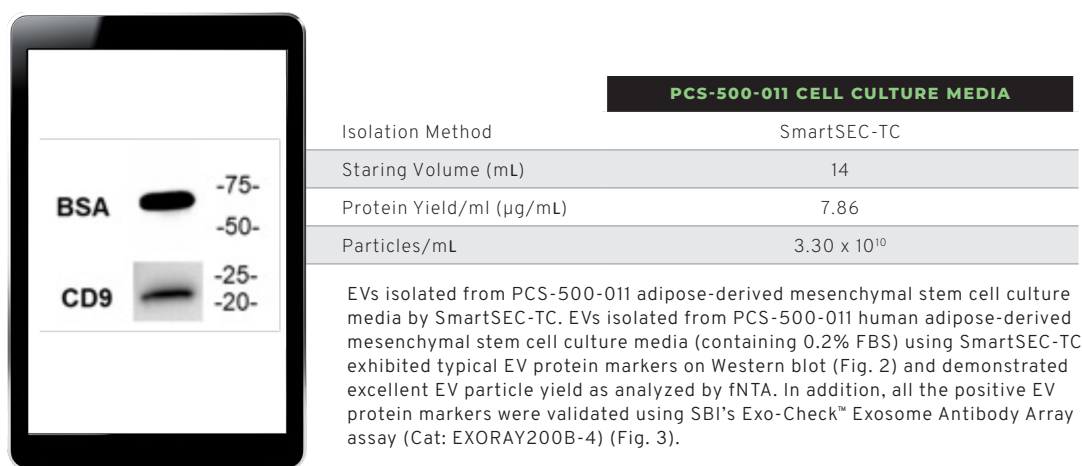 PCS-500-011 CELL CULTURE MEDIA
Isolation Method SmartSEC-TC
Staring Volume (mL) 14
Protein Yield/ml (µg/mL) 7.86
Particles/mL 3.30 x 10¹⁰
BSA
-75-
-50-
CD9
-25-
-20-
EVs isolated from PCS-500-011 adipose-derived mesenchymal stem cell culture
media by SmartSEC-TC. EVs isolated from PCS-500-011 human adipose-derived
mesenchymal stem cell culture media (containing 0.2% FBS) using SmartSEC-TC
exhibited typical EV protein markers on Western blot (Fig. 2) and demonstrated
excellent EV particle yield as analyzed by fNTA. In addition, all the positive EV
protein markers were validated using SBI's Exo-Check™ Exosome Antibody Array
assay (Cat: EXORAY200B-4) (Fig. 3).